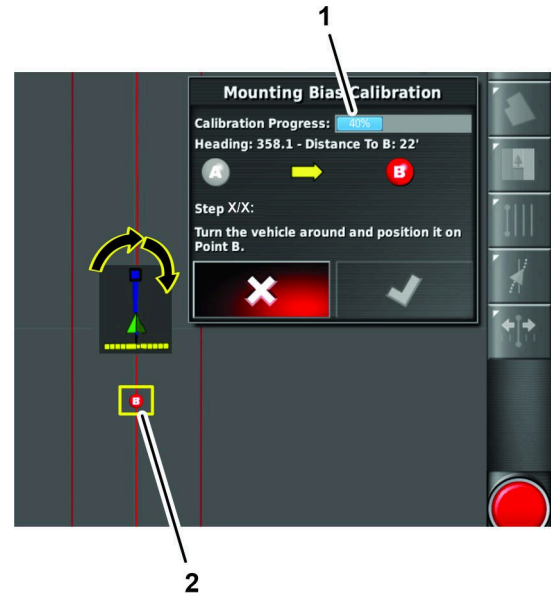 1
Mounting Bias Calibration
Calibration Progress: 40%
Heading: 358.1 - Distance To B: 22'
A B
Step X/X:
Turn the vehicle around and position it on
Point B.
B
2